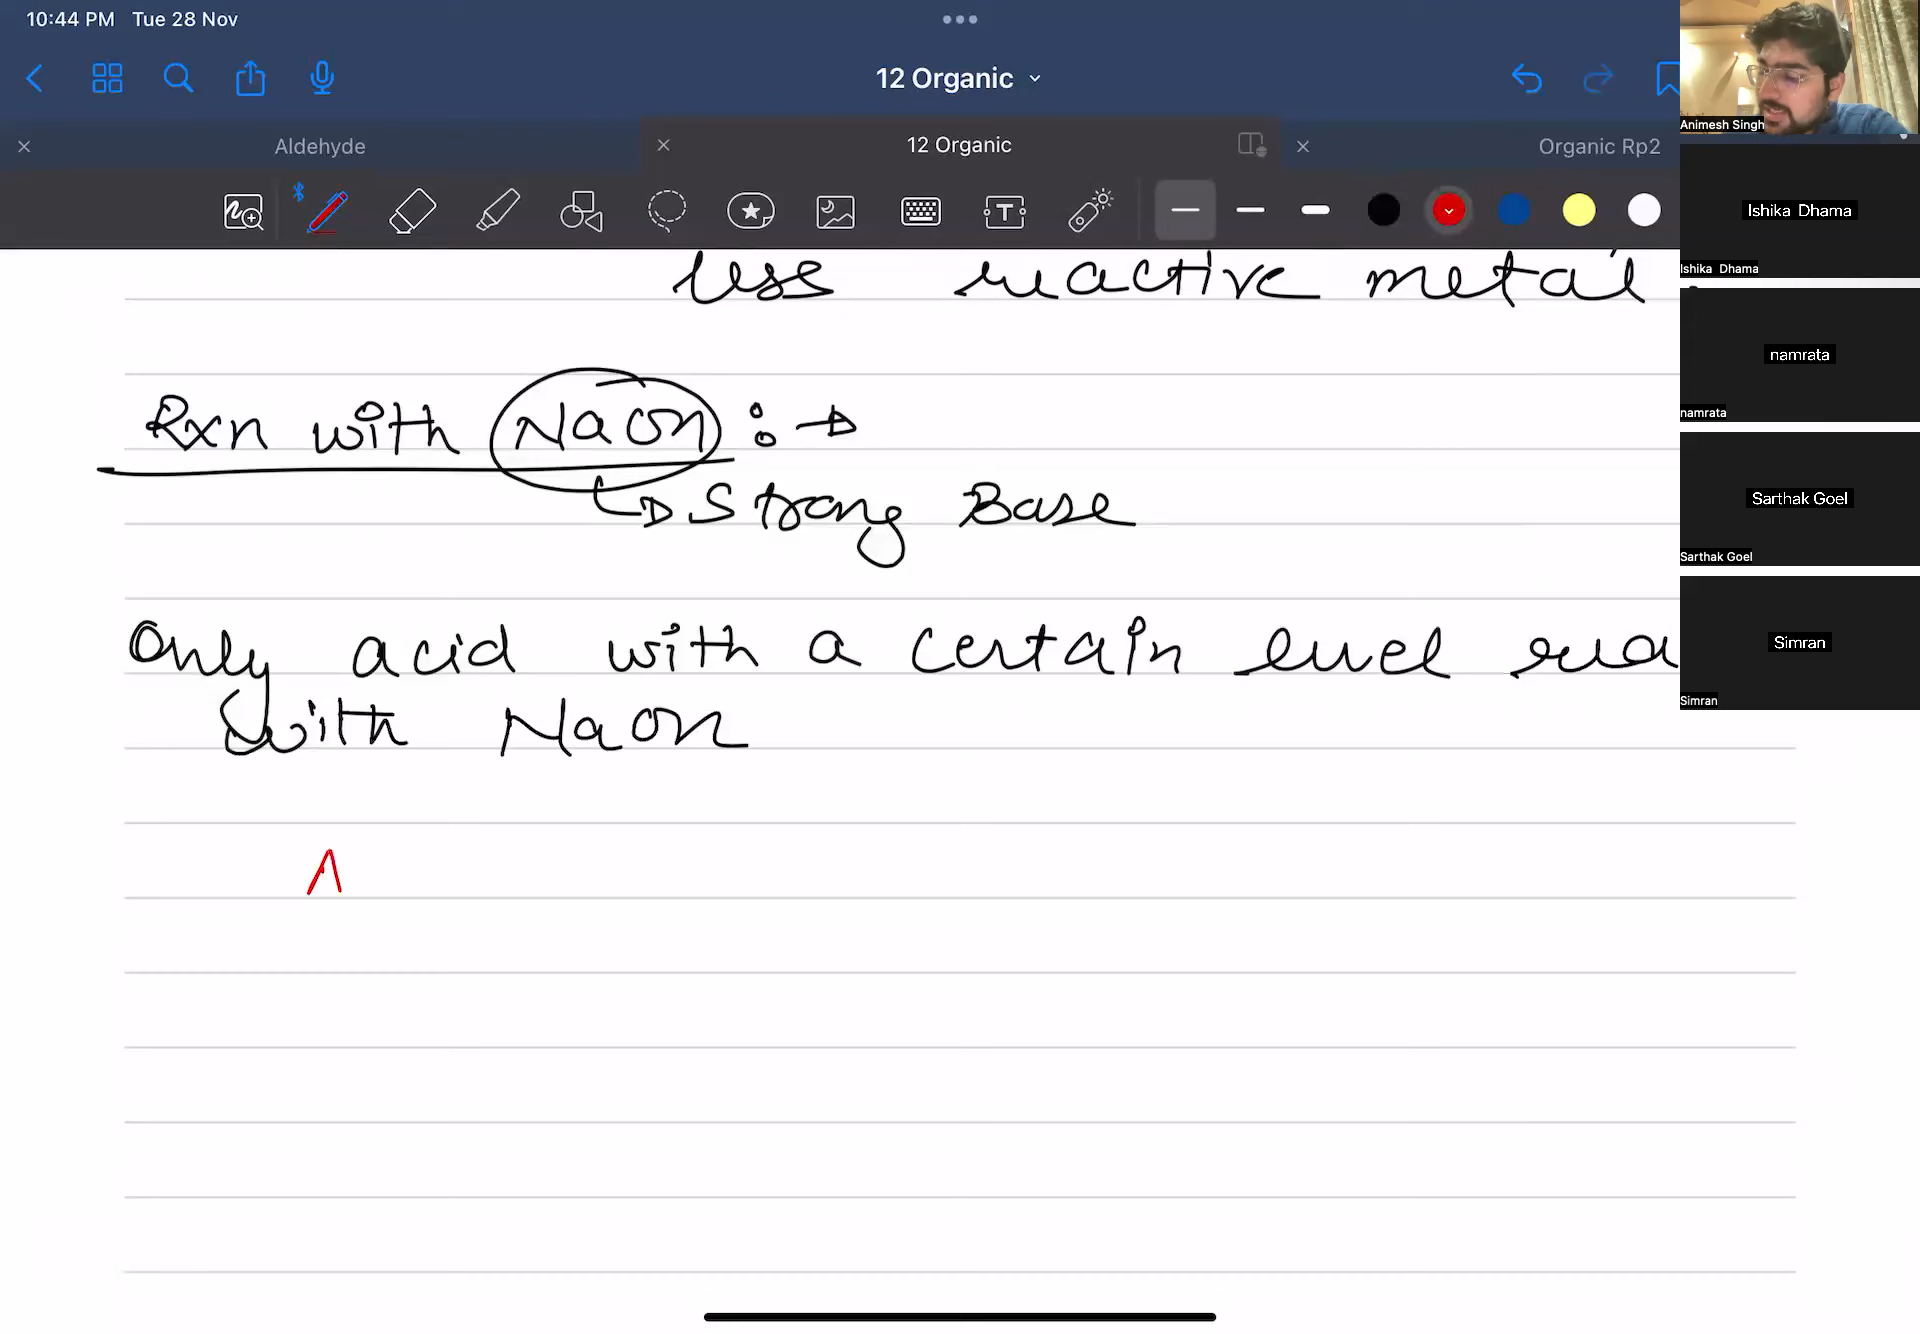 10:44 PM Tue 28 Nov
12 Organic
Aldehyde
12 Organic
Organic Rp2
T
less reactive metal
Rxn with NaOH :→
↳ Strong Base
Only acid with a certain level rea
with NaOH
Λ
Animesh Singh
Ishika Dhama
Ishika Dhama
namrata
namrata
Sarthak Goel
Sarthak Goel
Simran
Simran